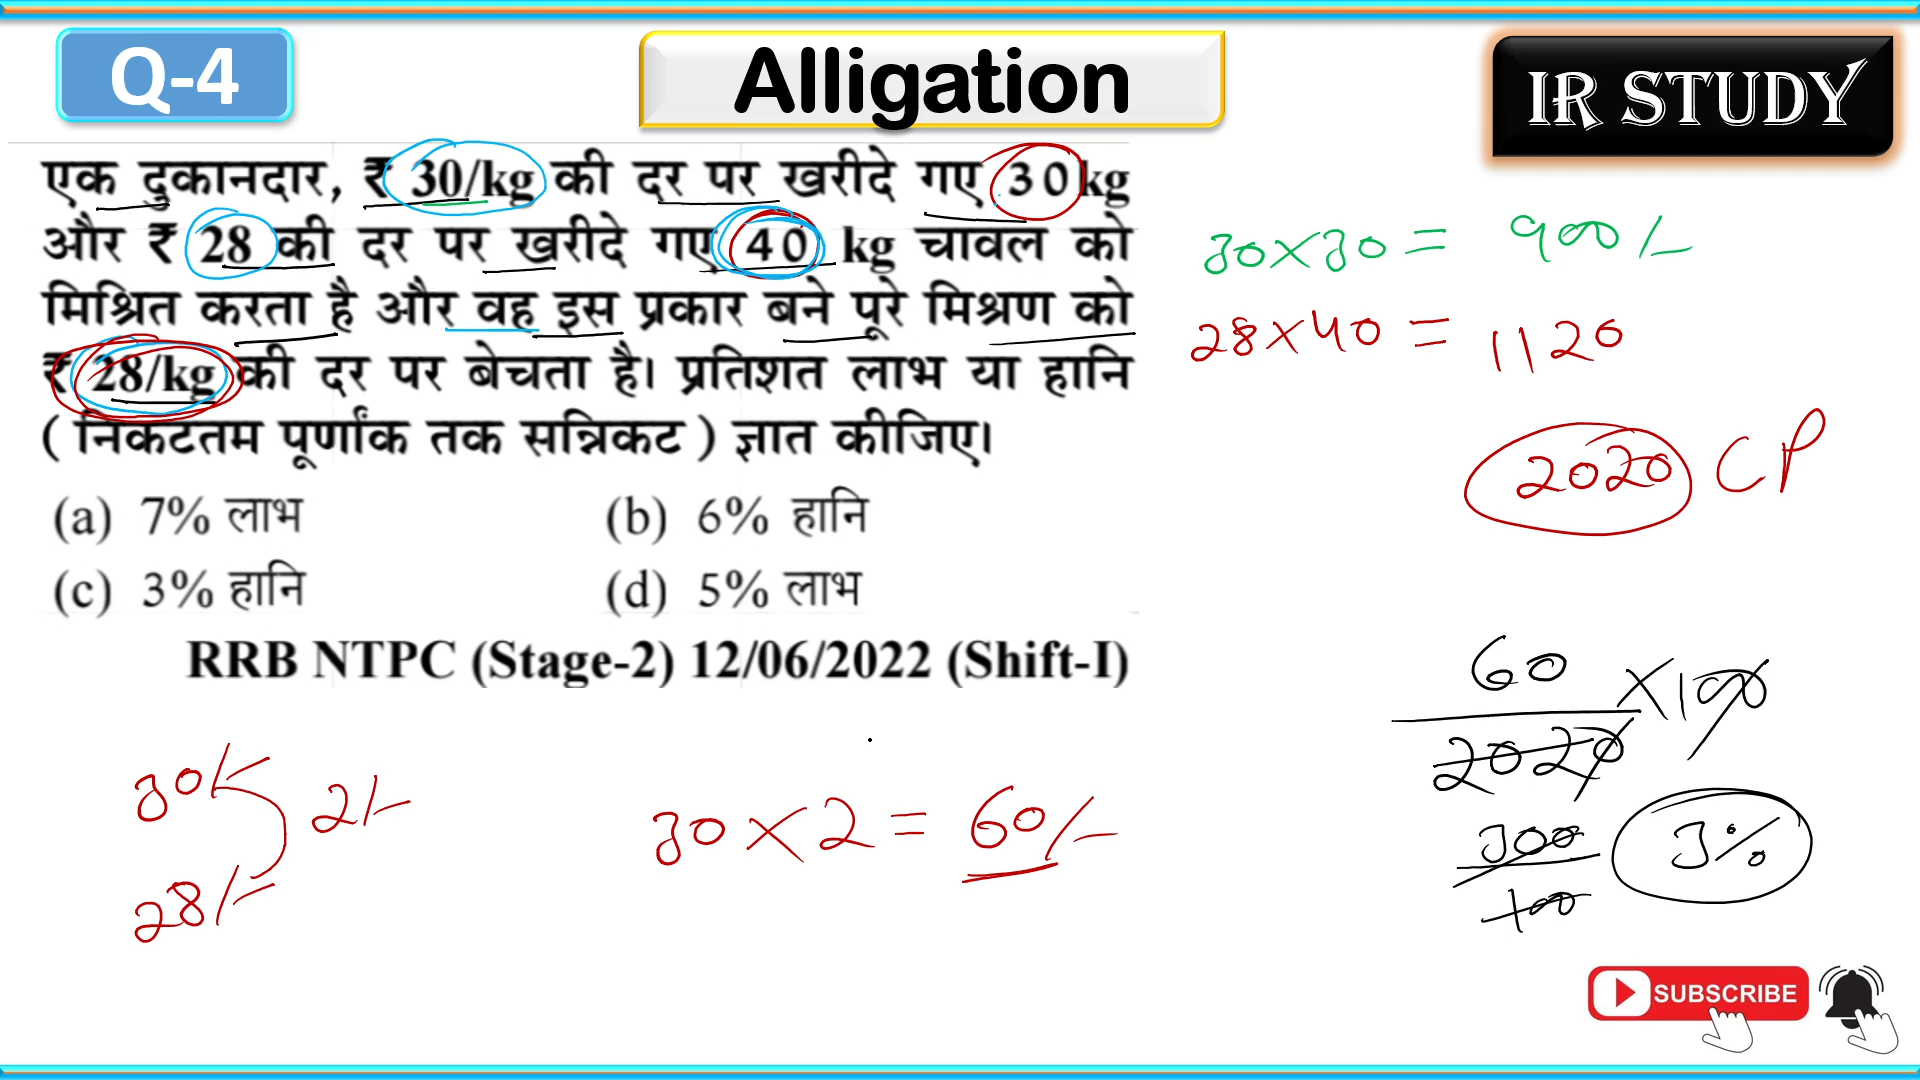 Q-4
Alligation
IR STUDY
एक दुकानदार, ₹ 30/kg की दर पर खरीदे गए 30kg
और ₹ 28 की दर पर खरीदे गए 40 kg चावल को
मिश्रित करता है और वह इस प्रकार बने पूरे मिश्रण को
₹ 28/kg की दर पर बेचता है। प्रतिशत लाभ या हानि
( निकटतम पूर्णांक तक सन्निकट ) ज्ञात कीजिए।
(a) 7% लाभ
(b) 6% हानि
(c) 3% हानि
(d) 5% लाभ
RRB NTPC (Stage-2) 12/06/2022 (Shift-I)
30×30 = 900/-
28×40 = 1120
2020 CP
60
×100
2020
300
100
3%
30/-
2/-
28/-
30 × 2 = 60/-
SUBSCRIBE